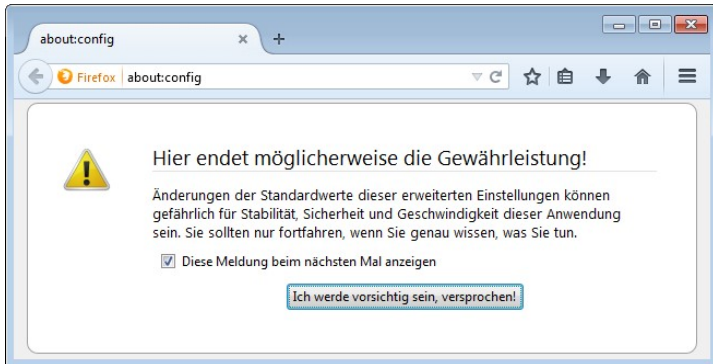 about:config
Firefox about:config
Hier endet möglicherweise die Gewährleistung!
Änderungen der Standardwerte dieser erweiterten Einstellungen können
gefährlich für Stabilität, Sicherheit und Geschwindigkeit dieser Anwendung
sein. Sie sollten nur fortfahren, wenn Sie genau wissen, was Sie tun.
Diese Meldung beim nächsten Mal anzeigen
Ich werde vorsichtig sein, versprochen!